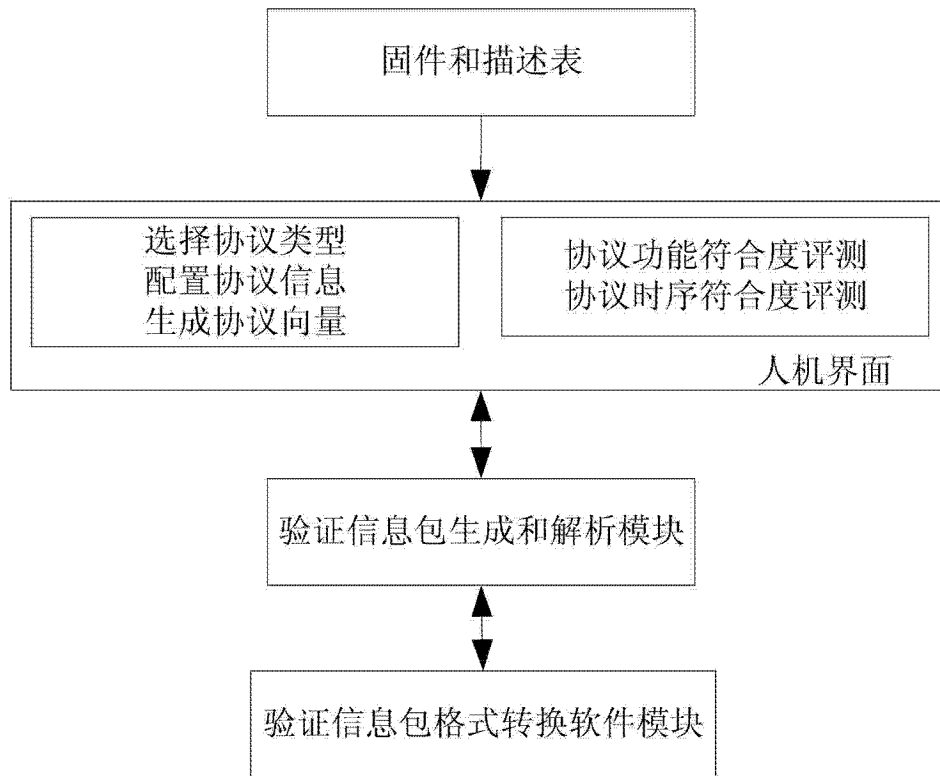 固件和描述表
选择协议类型
配置协议信息
生成协议向量
协议功能符合度评测
协议时序符合度评测
人机界面
验证信息包生成和解析模块
验证信息包格式转换软件模块